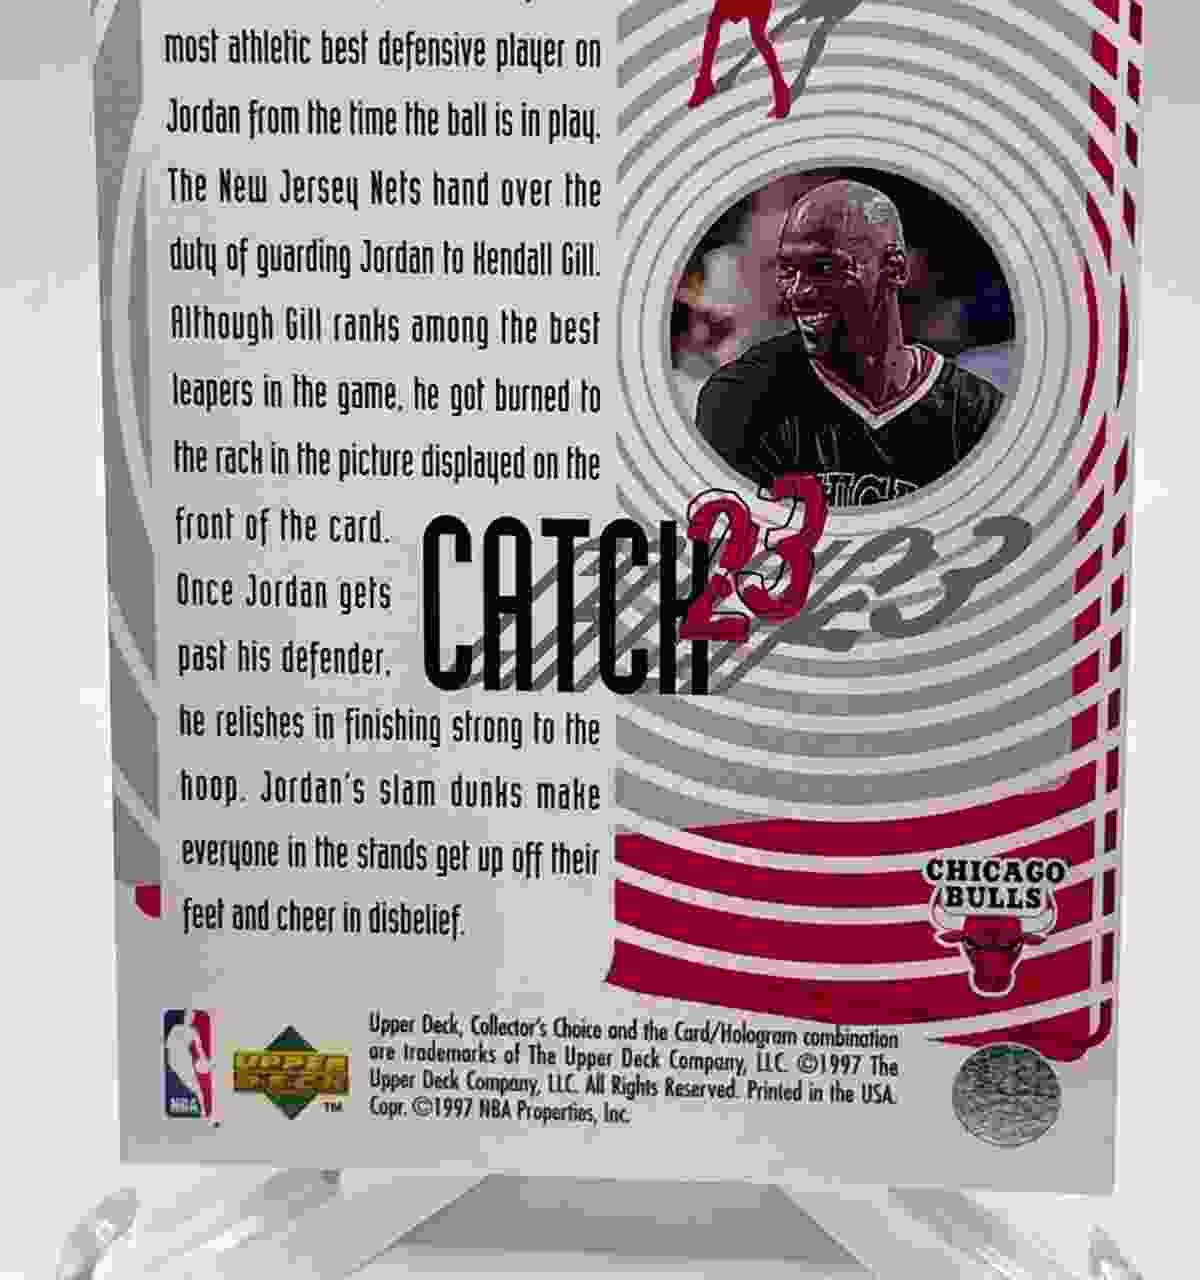 most athletic best defensive player on
Jordan from the time the ball is in play.
The New Jersey Nets hand over the
duty of guarding Jordan to Kendall Gill.
Although Gill ranks among the best
leapers in the game, he got burned to
the rack in the picture displayed on the
front of the card.
Once Jordan gets
past his defender,
he relishes in finishing strong to the
hoop. Jordan's slam dunks make
everyone in the stands get up off their
feet and cheer in disbelief.
CATCH 23
CHICAGO
BULLS
NBA
UPPER
DECK
TM
Upper Deck, Collector's Choice and the Card/Hologram combination
are trademarks of The Upper Deck Company, LLC. ©1997 The
Upper Deck Company, LLC. All Rights Reserved. Printed in the USA.
Copr. ©1997 NBA Properties, Inc.